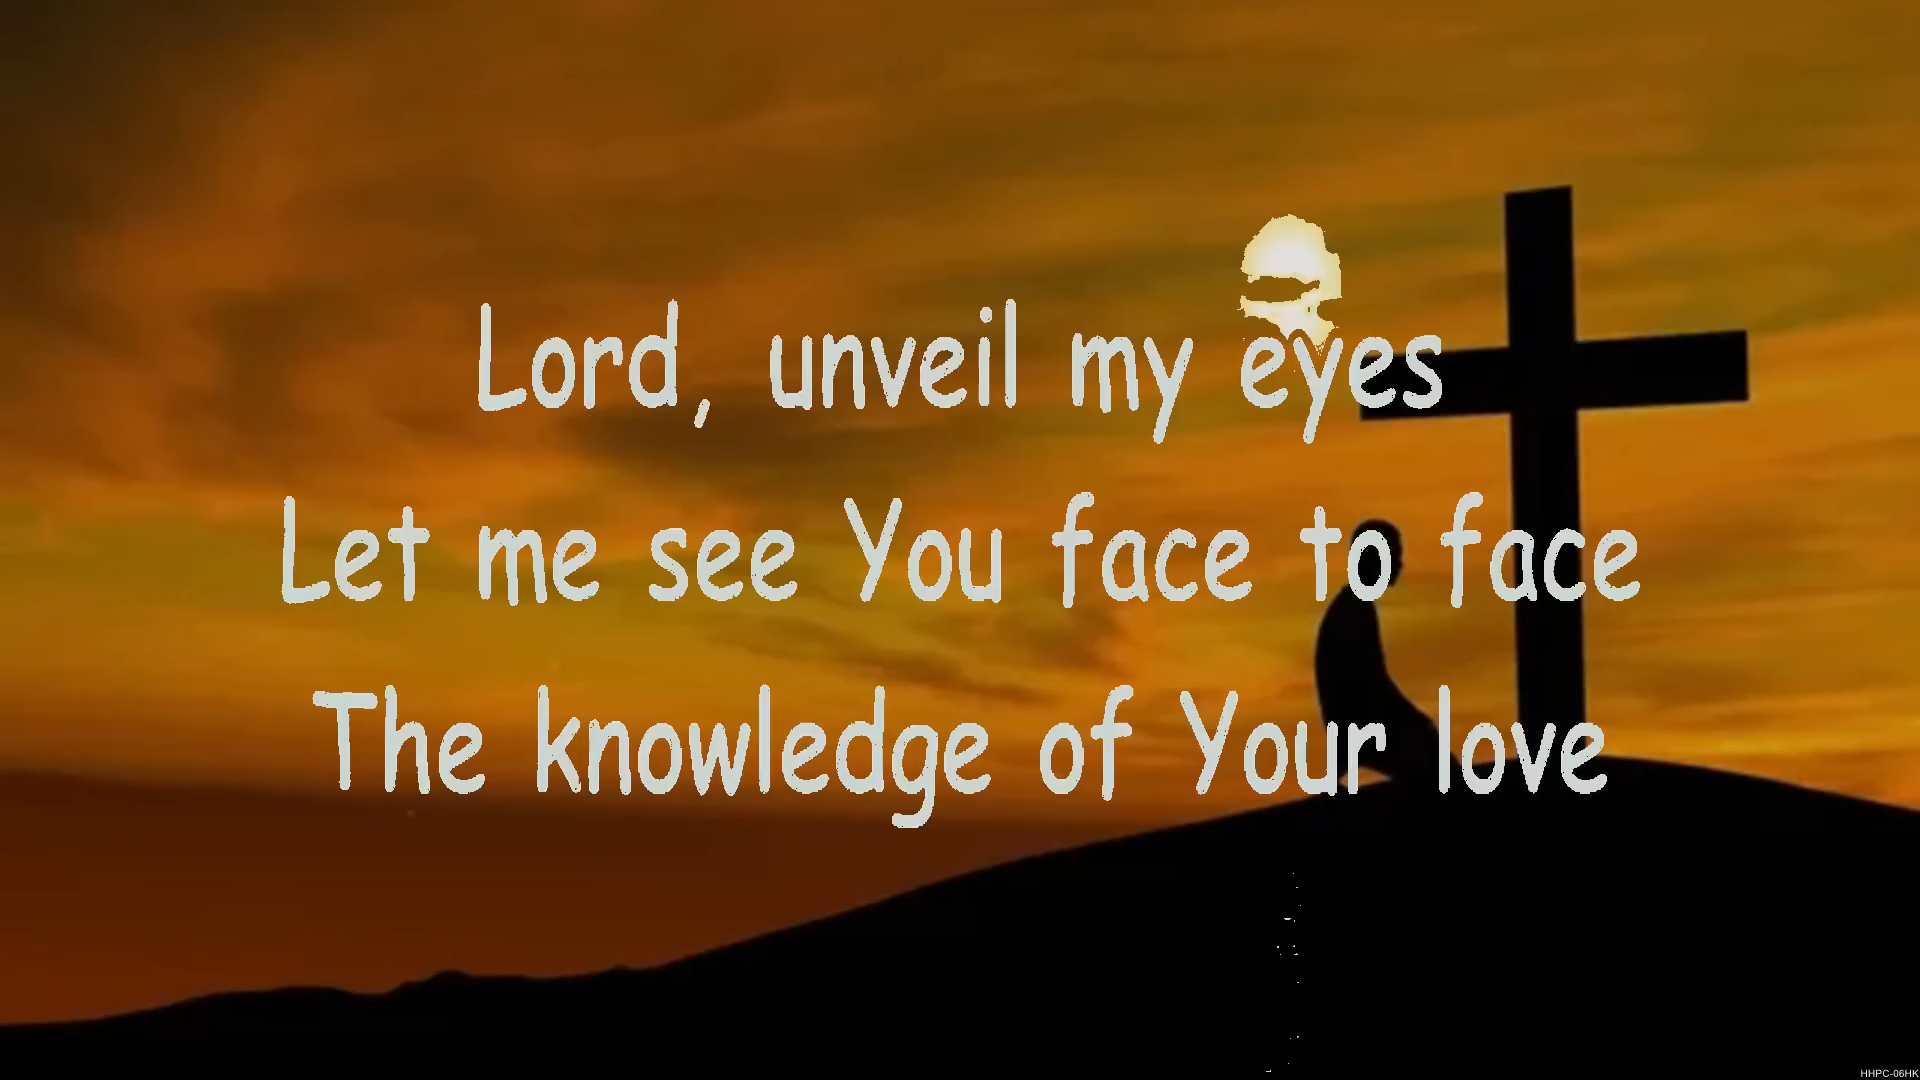 Lord, unveil my eyes
Let me see You face to face
The knowledge of Your love
HHPC-06HK